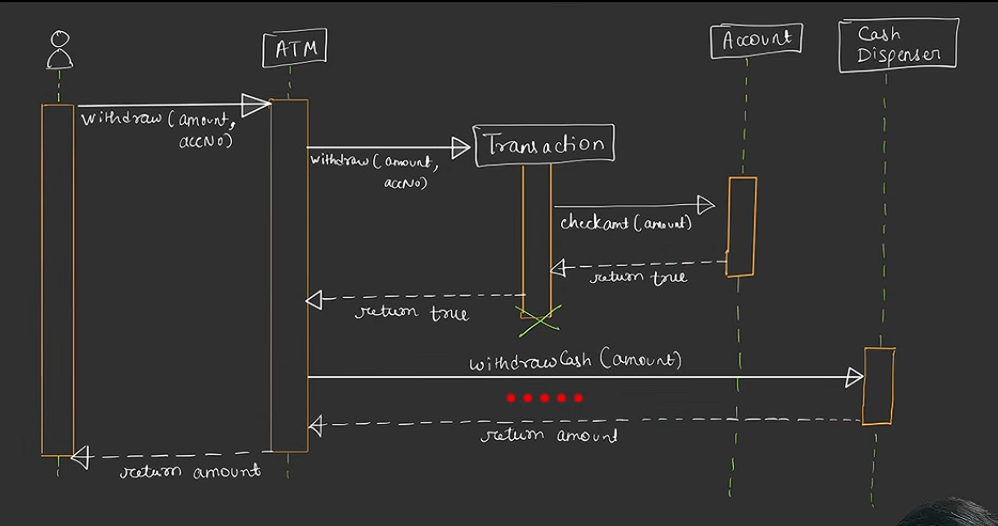 ATM
Account
Cash
Dispenser
withdraw (amount,
accNo)
Transaction
withdraw (amount,
accNo)
checkamt (amount)
return true
return true
withdrawCash (amount)
return amount
return amount